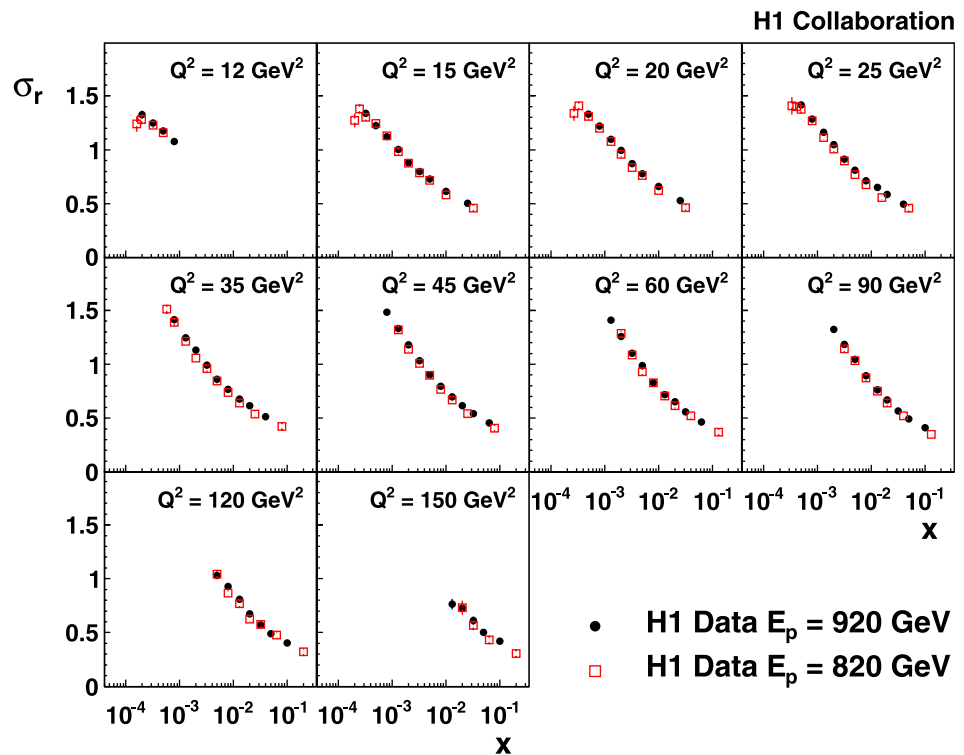 H1 Collaboration
σr
Q² = 12 GeV²
Q² = 15 GeV²
Q² = 20 GeV²
Q² = 25 GeV²
1.5
1
0.5
0
Q² = 35 GeV²
Q² = 45 GeV²
Q² = 60 GeV²
Q² = 90 GeV²
1.5
1
0.5
0
10⁻⁴ 10⁻³ 10⁻² 10⁻¹
10⁻⁴ 10⁻³ 10⁻² 10⁻¹
x
Q² = 120 GeV²
Q² = 150 GeV²
1.5
1
0.5
0
10⁻⁴ 10⁻³ 10⁻² 10⁻¹
10⁻⁴ 10⁻³ 10⁻² 10⁻¹
x
H1 Data Ep = 920 GeV
H1 Data Ep = 820 GeV